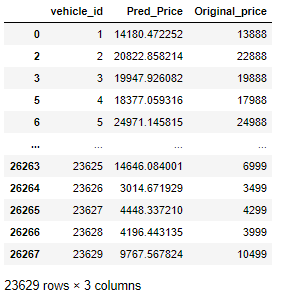 vehicle_id Pred_Price Original_price
0 1 14180.472252 13888
2 2 20822.858214 22888
3 3 19947.926082 19888
5 4 18377.059316 17988
6 5 24971.145815 24988
... ... ... ...
26263 23625 14646.084001 6999
26264 23626 3014.671929 3499
26265 23627 4448.337210 4299
26266 23628 4196.443135 3999
26267 23629 9767.567824 10499
23629 rows × 3 columns